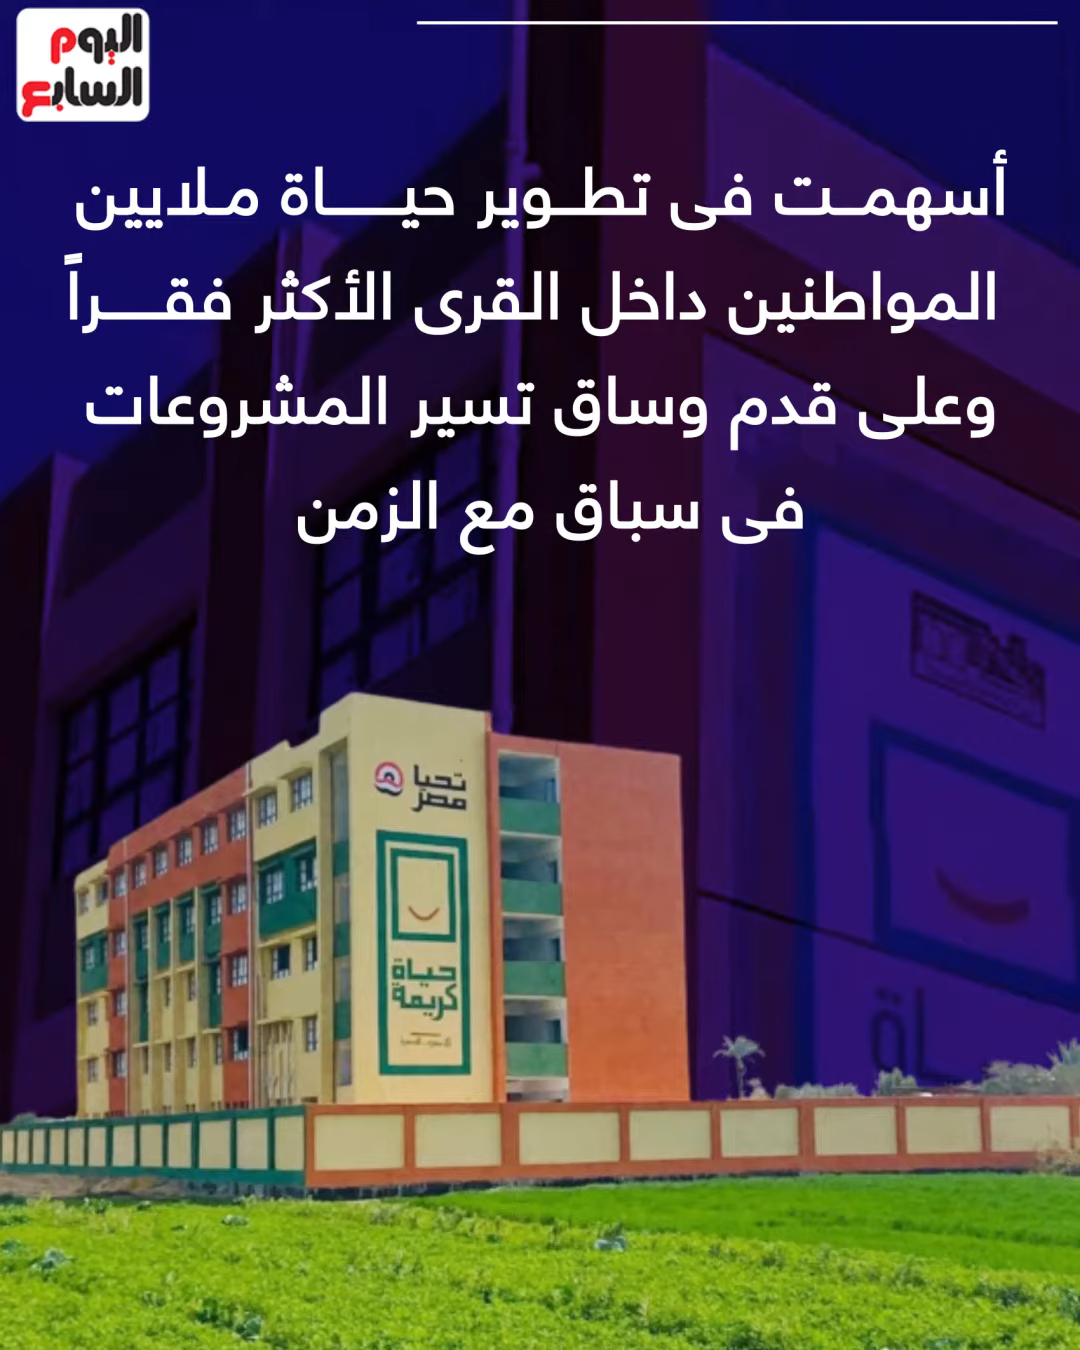 اليوم
السابع
أسهمت فى تطوير حياة ملايين
المواطنين داخل القرى الأكثر فقراً
وعلى قدم وساق تسير المشروعات
فى سباق مع الزمن
تحيا
مصر
حياة
كريمة